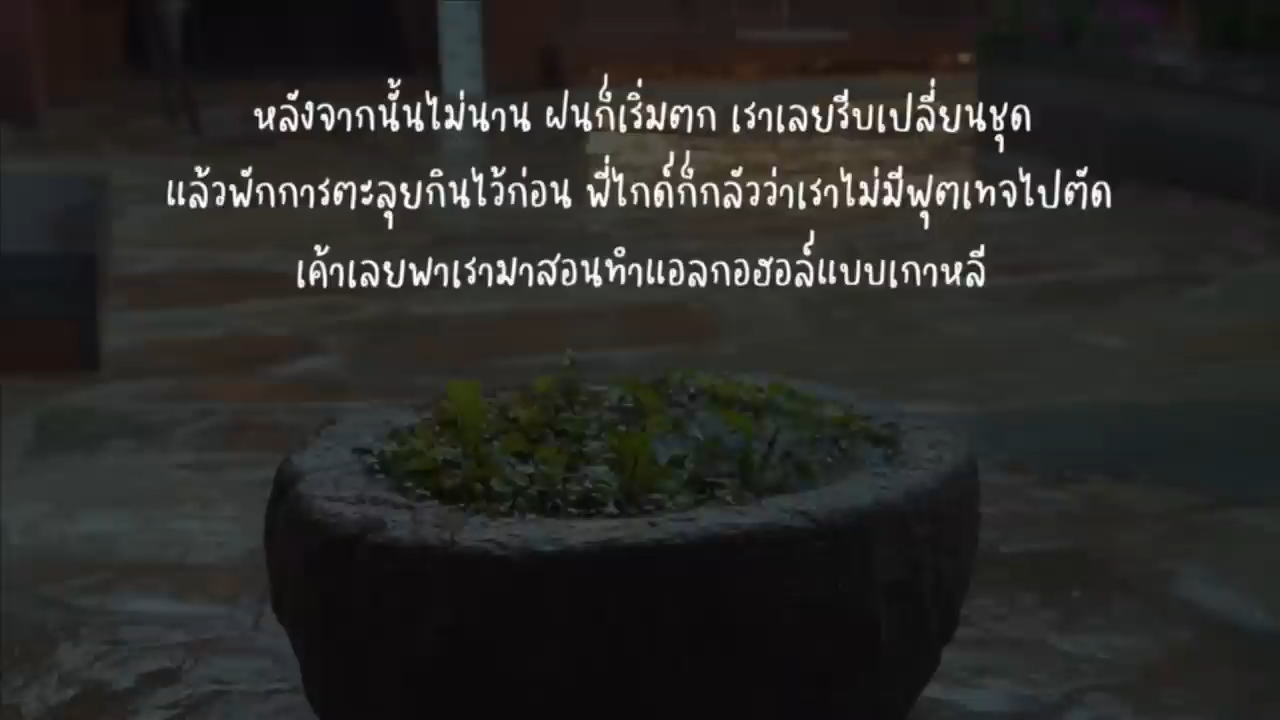 หลังจากนั้นไม่นาน ฝนก็เริ่มตก เราเลยรีบเปลี่ยนชุด
แล้วพักการตะลุยกินไว้ก่อน พี่ไกด์ก็กลัวว่าเราไม่มีฟุตเทจไปตัด
เค้าเลยพาเรามาสอนทำแอลกอฮอล์แบบเกาหลี